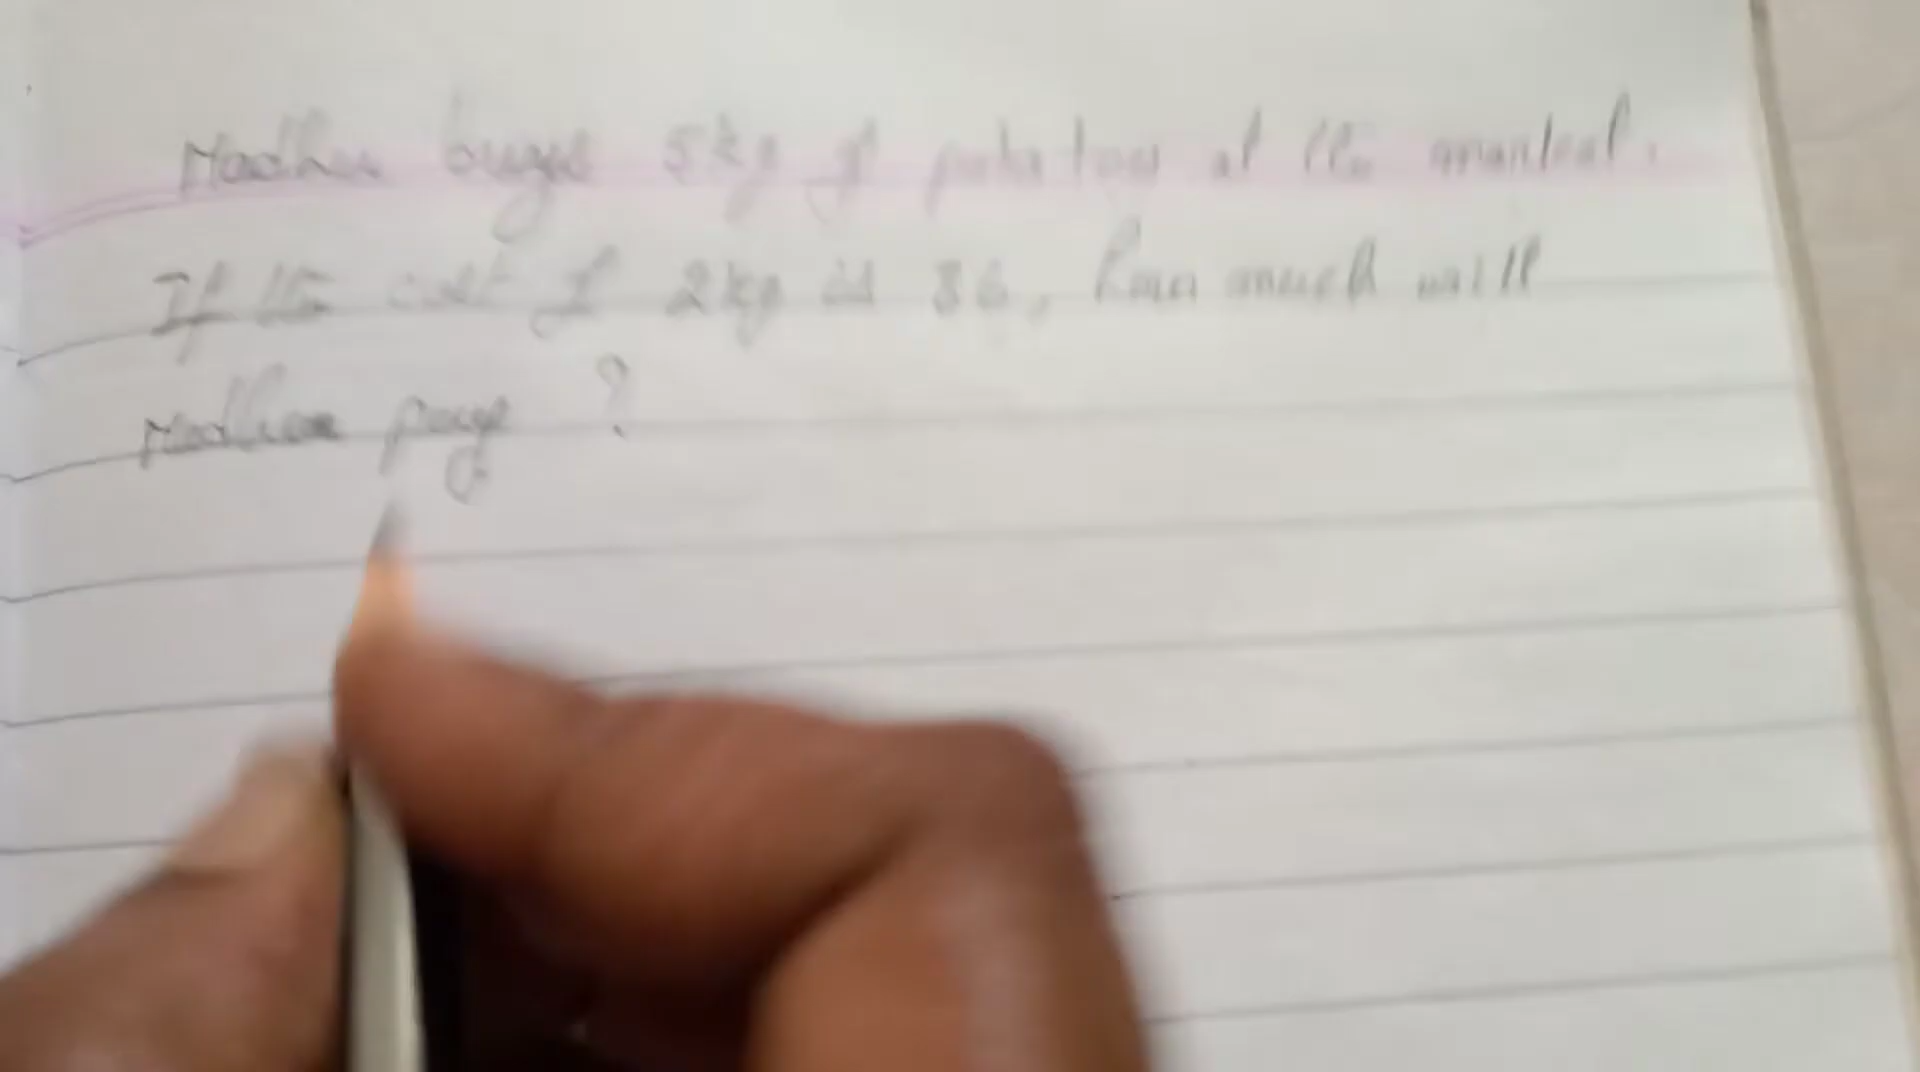 Madhu buys 5kg of potatoes at the market.
If the cost of 2kg is 36, how much will
Madhu pay ?